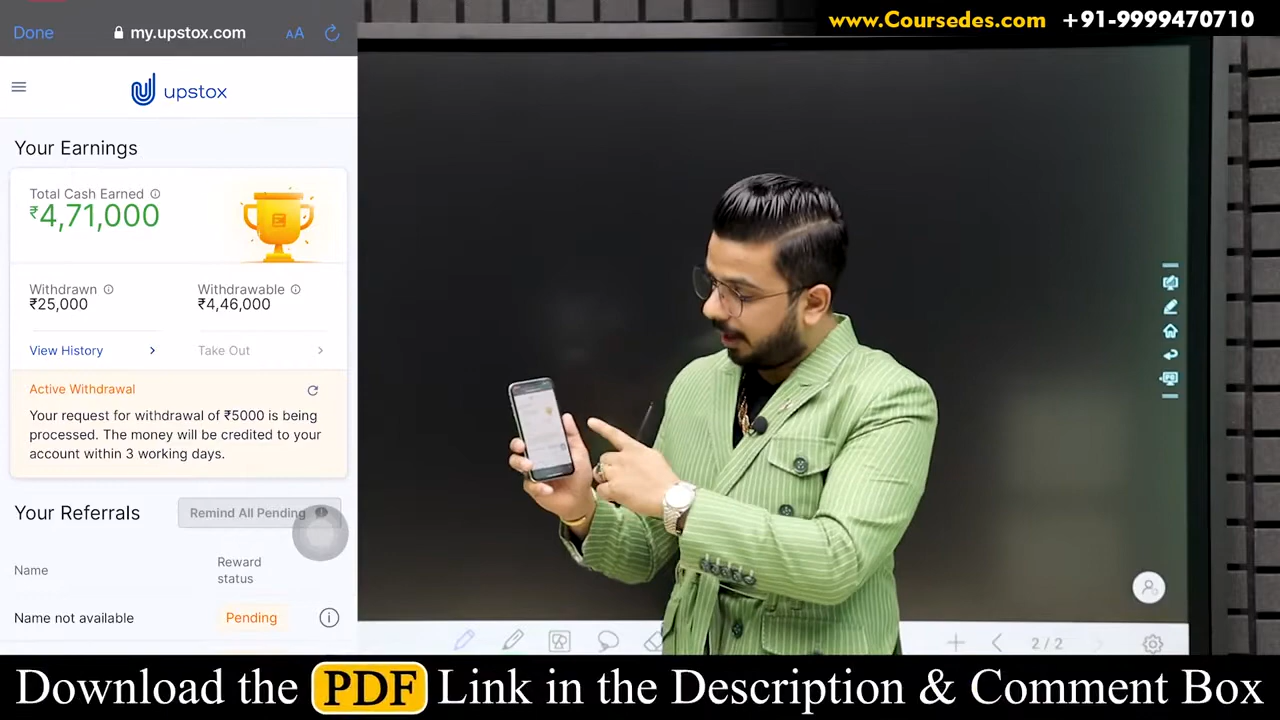 www.Coursedes.com +91-9999470710
Done
my.upstox.com
AA
upstox
Your Earnings
Total Cash Earned
₹4,71,000
Withdrawn
Withdrawable
₹25,000
₹4,46,000
View History
Take Out
Active Withdrawal
Your request for withdrawal of ₹5000 is being
processed. The money will be credited to your
account within 3 working days.
Your Referrals
Remind All Pending
Name
Reward
status
Name not available
Pending
2 / 2
Download the PDF Link in the Description & Comment Box